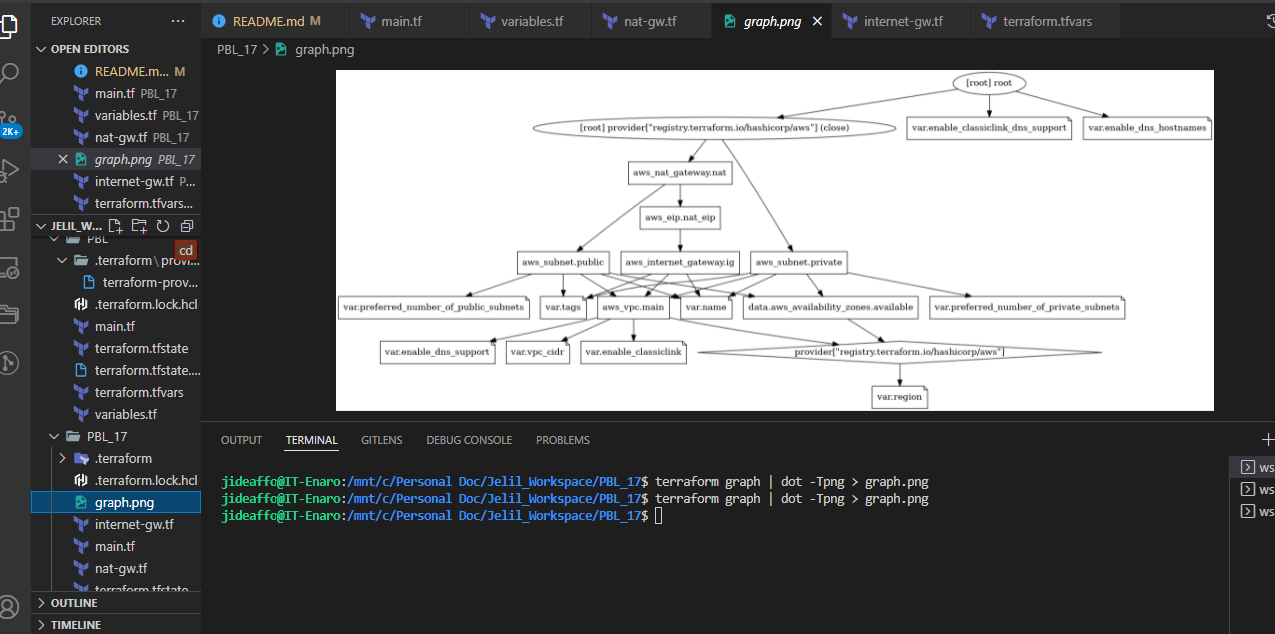 EXPLORER
README.md M
main.tf
variables.tf
nat-gw.tf
graph.png
internet-gw.tf
terraform.tfvars
OPEN EDITORS
README.m... M
main.tf PBL_17
variables.tf PBL_17
nat-gw.tf PBL_17
graph.png PBL_17
internet-gw.tf P...
terraform.tfvars...
JELIL_W...
PBL
cd
.terraform \ provi...
terraform-prov...
.terraform.lock.hcl
main.tf
terraform.tfstate
terraform.tfstate....
terraform.tfvars
variables.tf
PBL_17
.terraform
.terraform.lock.hcl
graph.png
internet-gw.tf
main.tf
nat-gw.tf
terraform.tfstate
OUTLINE
TIMELINE
2K+
PBL_17 > graph.png
[root] root
[root] provider["registry.terraform.io/hashicorp/aws"] (close)
var.enable_classiclink_dns_support
var.enable_dns_hostnames
aws_nat_gateway.nat
aws_eip.nat_eip
aws_subnet.public
aws_internet_gateway.ig
aws_subnet.private
var.preferred_number_of_public_subnets
var.tags
aws_vpc.main
var.name
data.aws_availability_zones.available
var.preferred_number_of_private_subnets
var.enable_dns_support
var.vpc_cidr
var.enable_classiclink
provider["registry.terraform.io/hashicorp/aws"]
var.region
OUTPUT TERMINAL GITLENS DEBUG CONSOLE PROBLEMS
jideaffo@IT-Enaro:/mnt/c/Personal Doc/Jelil_Workspace/PBL_17$ terraform graph | dot -Tpng > graph.png
jideaffo@IT-Enaro:/mnt/c/Personal Doc/Jelil_Workspace/PBL_17$ terraform graph | dot -Tpng > graph.png
jideaffo@IT-Enaro:/mnt/c/Personal Doc/Jelil_Workspace/PBL_17$
ws
ws
ws